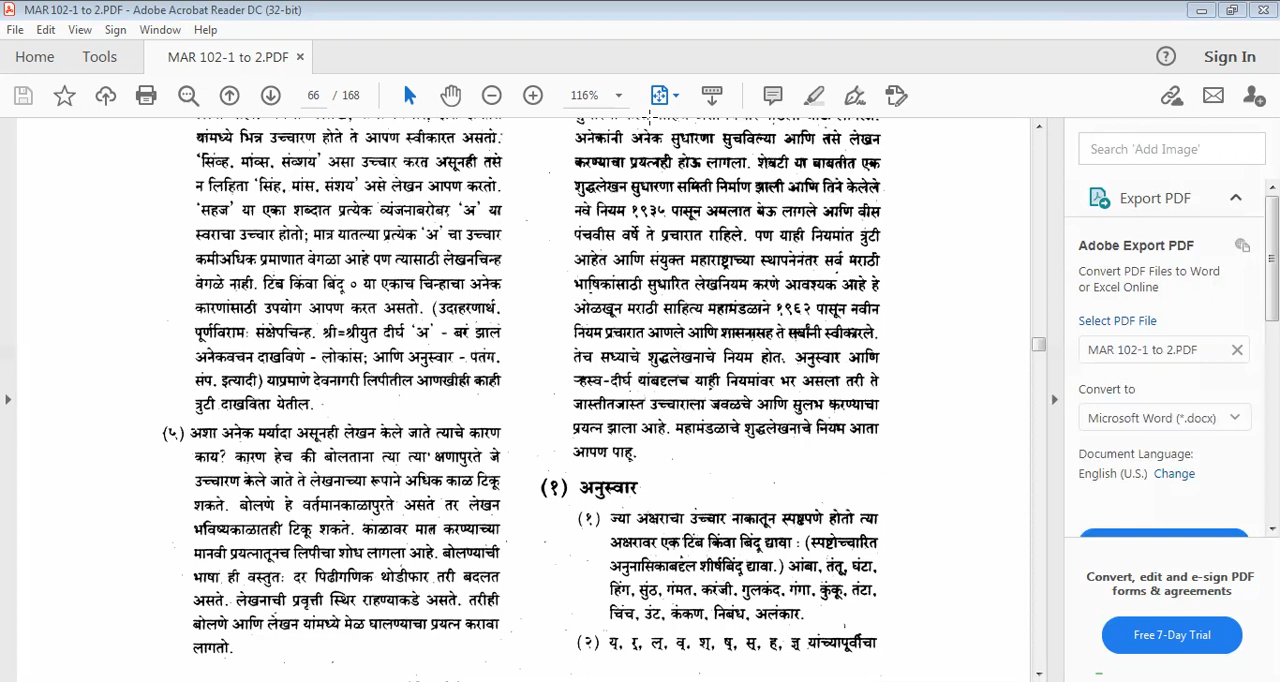 MAR 102-1 to 2.PDF - Adobe Acrobat Reader DC (32-bit)
File Edit View Sign Window Help
Home Tools MAR 102-1 to 2.PDF × Sign In
66 / 168 116%
यांमध्ये भिन्न उच्चारण होते ते आपण स्वीकारत असतो.
'सिंव्ह, मांव्स, संव्शय' असा उच्चार करत असूनही तसे
न लिहिता 'सिंह, मांस, संशय' असे लेखन आपण करतो.
'सहज' या एका शब्दात प्रत्येक व्यंजनाबरोबर 'अ' या
स्वराचा उच्चार होतो; मात्र यातल्या प्रत्येक 'अ' चा उच्चार
कमीअधिक प्रमाणात वेगळा आहे पण त्यासाठी लेखनचिन्ह
वेगळे नाही. टिंब किंवा बिंदू ० या एकाच चिन्हाचा अनेक
कारणांसाठी उपयोग आपण करत असतो. (उदाहरणार्थ.
पूर्णविराम: संक्षेपचिन्ह. श्री=श्रीयुत दीर्घ 'अ' - बरं झालं
अनेकवचन दाखविणे - लोकांस; आणि अनुस्वार - पतंग,
संप, इत्यादी) याप्रमाणे देवनागरी लिपीतील आणखीही काही
त्रुटी दाखविता येतील.
(५) अशा अनेक मर्यादा असूनही लेखन केले जाते त्याचे कारण
काय? कारण हेच की बोलताना त्या त्या क्षणापुरते जे
उच्चारण केले जाते ते लेखनाच्या रूपाने अधिक काळ टिकू
शकते. बोलणे हे वर्तमानकाळापुरते असते तर लेखन
भविष्यकाळातही टिकू शकते. काळावर मात करण्याच्या
मानवी प्रयत्नातूनच लिपीचा शोध लागला आहे. बोलण्याची
भाषा ही वस्तुतः दर पिढीगणिक थोडीफार तरी बदलत
असते. लेखनाची प्रवृत्ती स्थिर राहण्याकडे असते. तरीही
बोलणे आणि लेखन यांमध्ये मेळ घालण्याचा प्रयत्न करावा
लागतो.
अनेकांनी अनेक सुधारणा सुचविल्या आणि तसे लेखन
करण्याचा प्रयत्नही होऊ लागला. शेवटी या बाबतीत एक
शुद्धलेखन सुधारणा समिती निर्माण झाली आणि तिने केलेले
नवे नियम १९३५ पासून अमलात येऊ लागले आणि वीस
पंचवीस वर्षे ते प्रचारात राहिले. पण याही नियमांत त्रुटी
आहेत आणि संयुक्त महाराष्ट्राच्या स्थापनेनंतर सर्व मराठी
भाषिकांसाठी सुधारित लेखनियम करणे आवश्यक आहे हे
ओळखून मराठी साहित्य महामंडळाने १९६२ पासून नवीन
नियम प्रचारात आणले आणि शासनासह ते सर्वांनी स्वीकारले.
तेच सध्याचे शुद्धलेखनाचे नियम होत. अनुस्वार आणि
ऱ्हस्व-दीर्घ यांबद्दलच याही नियमांवर भर असला तरी ते
जास्तीतजास्त उच्चाराला जवळचे आणि सुलभ करण्याचा
प्रयत्न झाला आहे. महामंडळाचे शुद्धलेखनाचे नियम आता
आपण पाहू.
(१) अनुस्वार
(१) ज्या अक्षराचा उच्चार नाकातून स्पष्टपणे होतो त्या
अक्षरावर एक टिंब किंवा बिंदू द्यावा : (स्पष्टोच्चारित
अनुनासिकाबद्दल शीर्षबिंदू द्यावा.) आंबा, तंतू, घंटा,
हिंग, सुंठ, गंमत, करंजी, गुलकंद, गंगा, कुंकू, तंटा,
चिंच, उंट, कंकण, निबंध, अलंकार.
(२) य्, र्, ल्, व्, श्, ष्, स्, ह्, ज्ञ् यांच्यापूर्वीचा
Search 'Add Image'
Export PDF
Adobe Export PDF
Convert PDF Files to Word
or Excel Online
Select PDF File
MAR 102-1 to 2.PDF
Convert to
Microsoft Word (*.docx)
Document Language:
English (U.S.) Change
Convert, edit and e-sign PDF
forms & agreements
Free 7-Day Trial